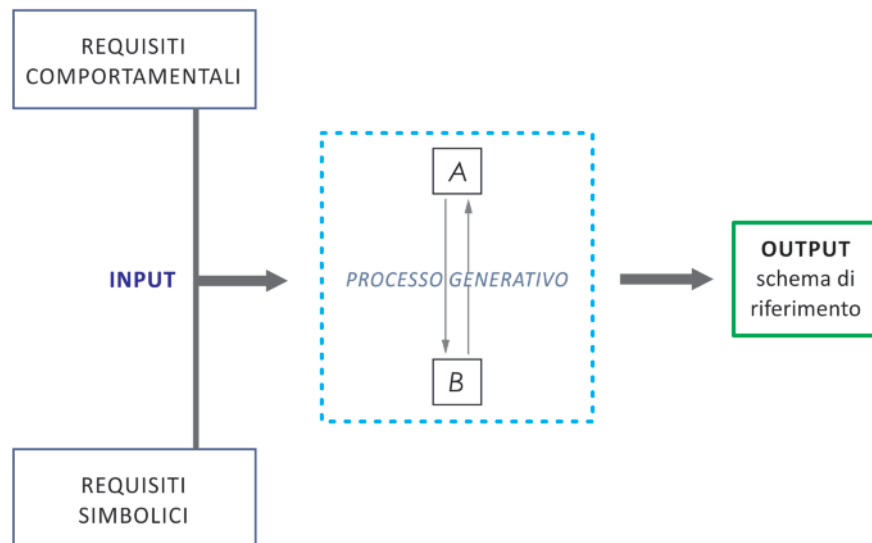 REQUISITI
COMPORTAMENTALI
A
INPUT
PROCESSO GENERATIVO
OUTPUT
schema di
riferimento
B
REQUISITI
SIMBOLICI